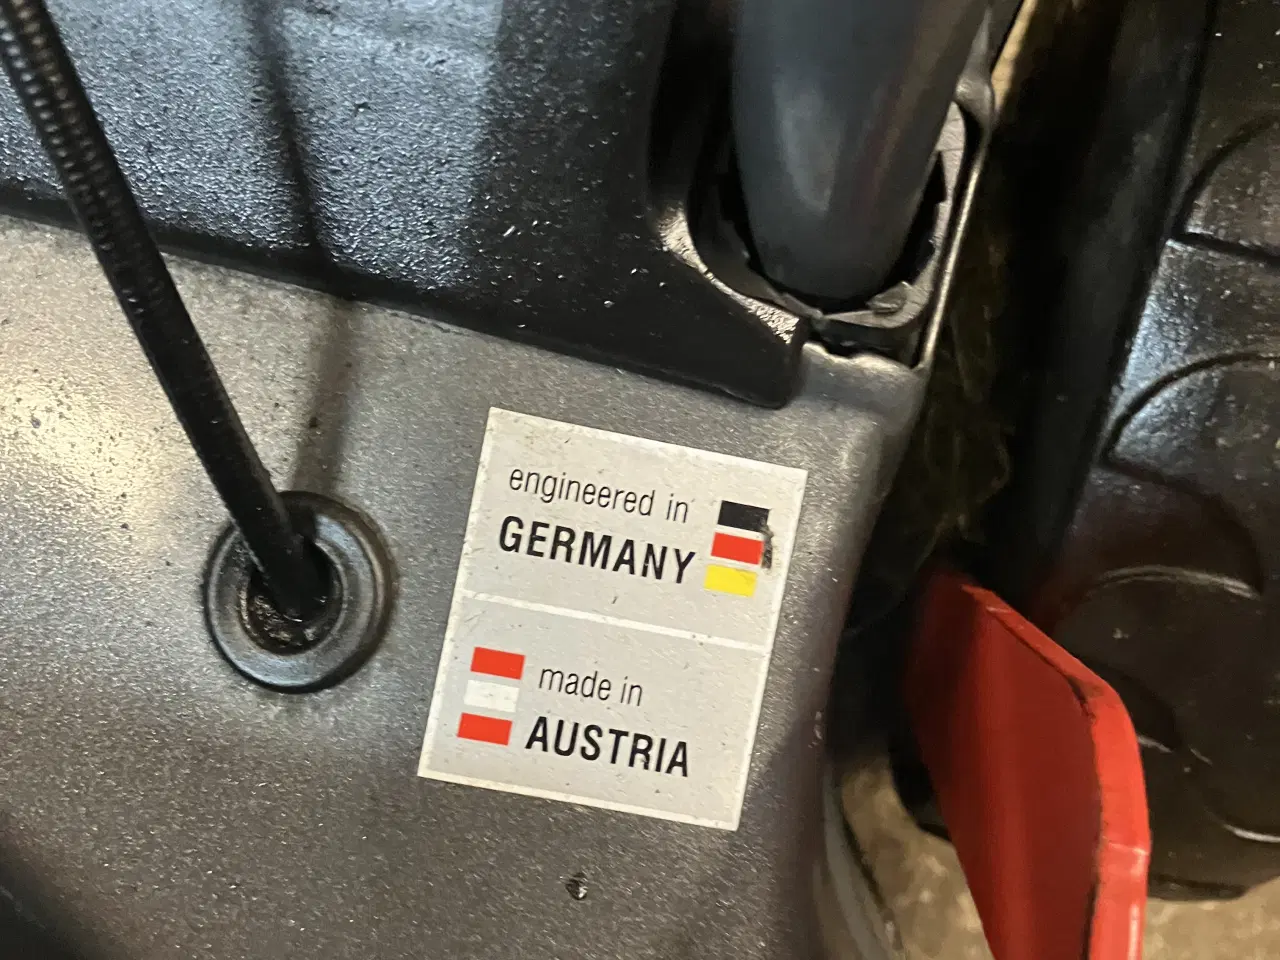 engineered in
GERMANY
made in
AUSTRIA